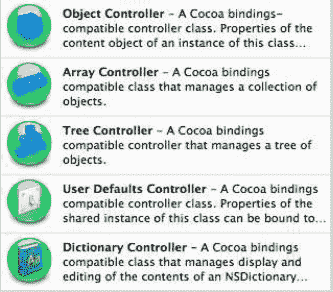 Object Controller – A Cocoa bindings-
compatible controller class. Properties of the
content object of an instance of this class...
Array Controller – A Cocoa bindings
compatible class that manages a collection of
objects.
Tree Controller – A Cocoa bindings
compatible controller that manages a tree of
objects.
User Defaults Controller – A Cocoa bindings
compatible controller class. Properties of the
shared instance of this class can be bound to...
Dictionary Controller – A Cocoa bindings
compatible class that manages display and
editing of the contents of an NSDictionary...